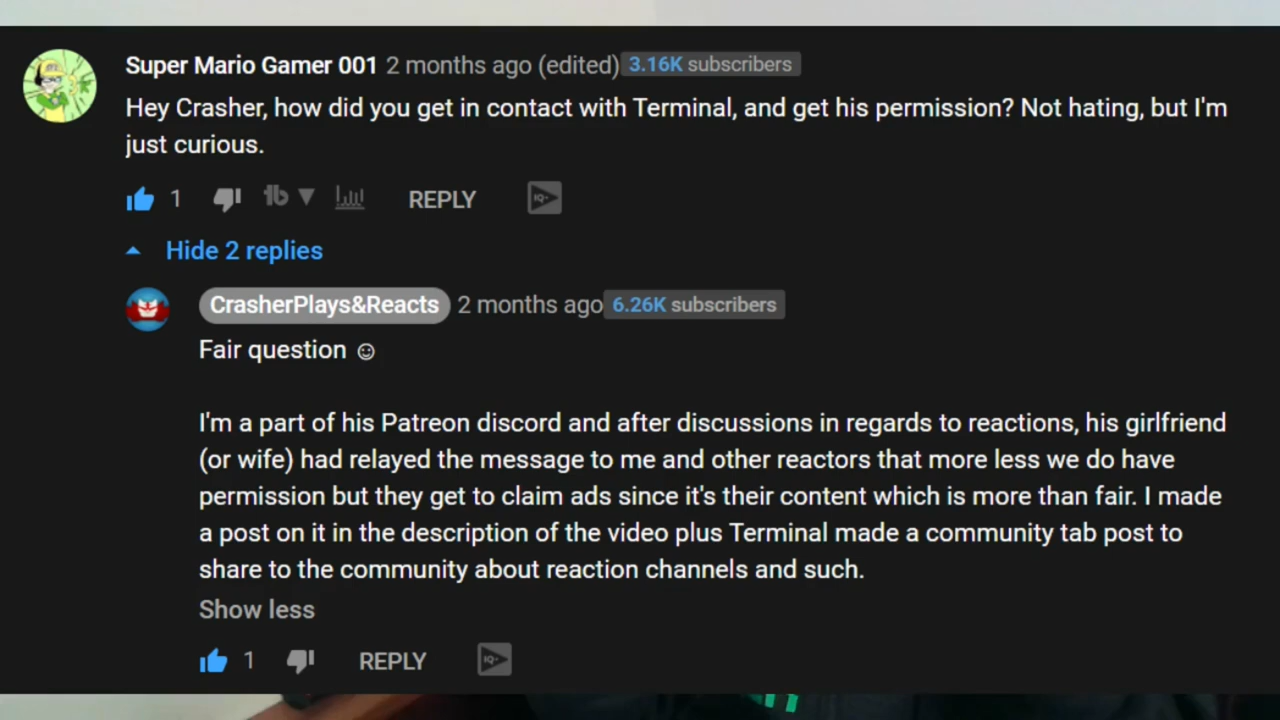 Super Mario Gamer 001 2 months ago (edited) 3.16K subscribers
Hey Crasher, how did you get in contact with Terminal, and get his permission? Not hating, but I'm
just curious.
1 tb REPLY IQ
Hide 2 replies
CrasherPlays&Reacts 2 months ago 6.26K subscribers
Fair question ☺
I'm a part of his Patreon discord and after discussions in regards to reactions, his girlfriend
(or wife) had relayed the message to me and other reactors that more less we do have
permission but they get to claim ads since it's their content which is more than fair. I made
a post on it in the description of the video plus Terminal made a community tab post to
share to the community about reaction channels and such.
Show less
1 REPLY IQ